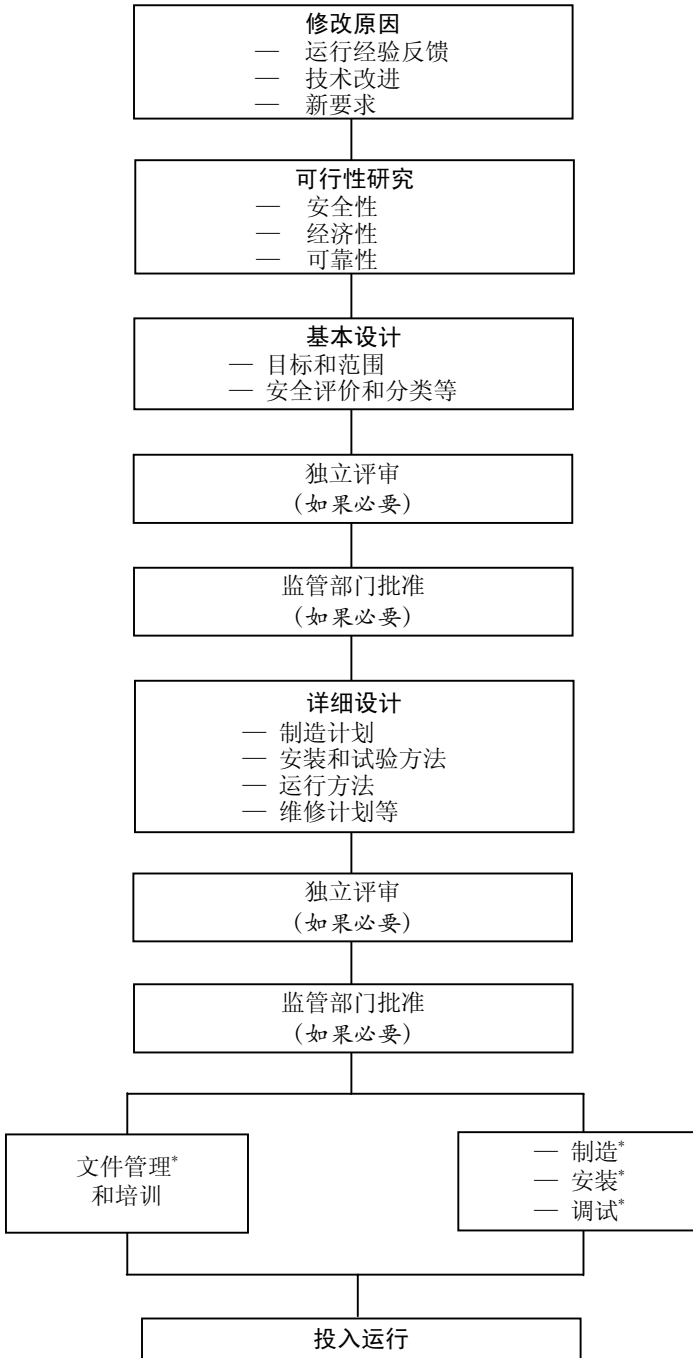 修改原因
— 运行经验反馈
— 技术改进
— 新要求
可行性研究
— 安全性
— 经济性
— 可靠性
基本设计
— 目标和范围
— 安全评价和分类等
独立评审
(如果必要)
监管部门批准
(如果必要)
详细设计
— 制造计划
— 安装和试验方法
— 运行方法
— 维修计划等
独立评审
(如果必要)
监管部门批准
(如果必要)
文件管理*
和培训
— 制造*
— 安装*
— 调试*
投入运行